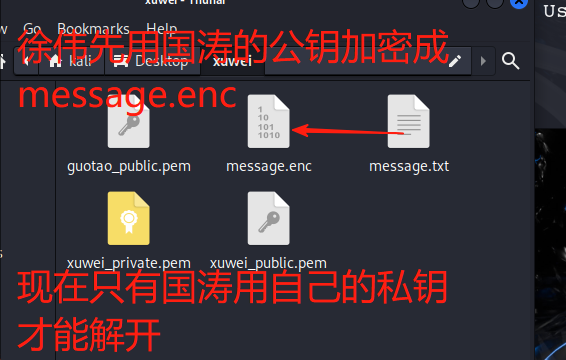 xuwei - Thunar
Go Bookmarks Help
Us
徐伟先用国涛的公钥加密成
kali Desktop xuwei
message.enc
1
10
101
1010
guotao_public.pem message.enc message.txt
xuwei_private.pem xuwei_public.pem
现在只有国涛用自己的私钥
才能解开